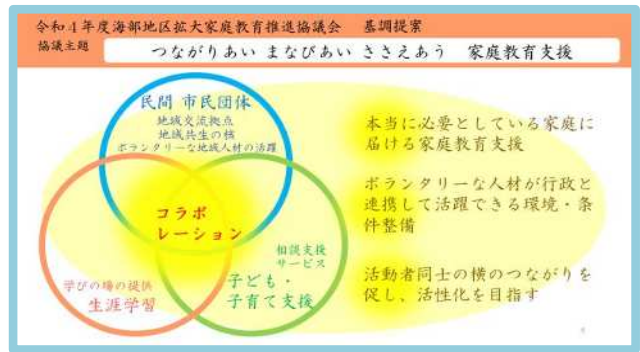 令和4年度海部地区拡大家庭教育推進協議会 基調提案
協議主題
つながりあい まなびあい ささえあう 家庭教育支援
民間 市民団体
地域交流拠点
地域共生の核
ボランタリーな地域人材の活躍
コラボ
レーション
学びの場の提供
生涯学習
相談支援
サービス
子ども・
子育て支援
本当に必要としている家庭に
届ける家庭教育支援
ボランタリーな人材が行政と
連携して活躍できる環境・条
件整備
活動者同士の横のつながりを
促し、活性化を目指す